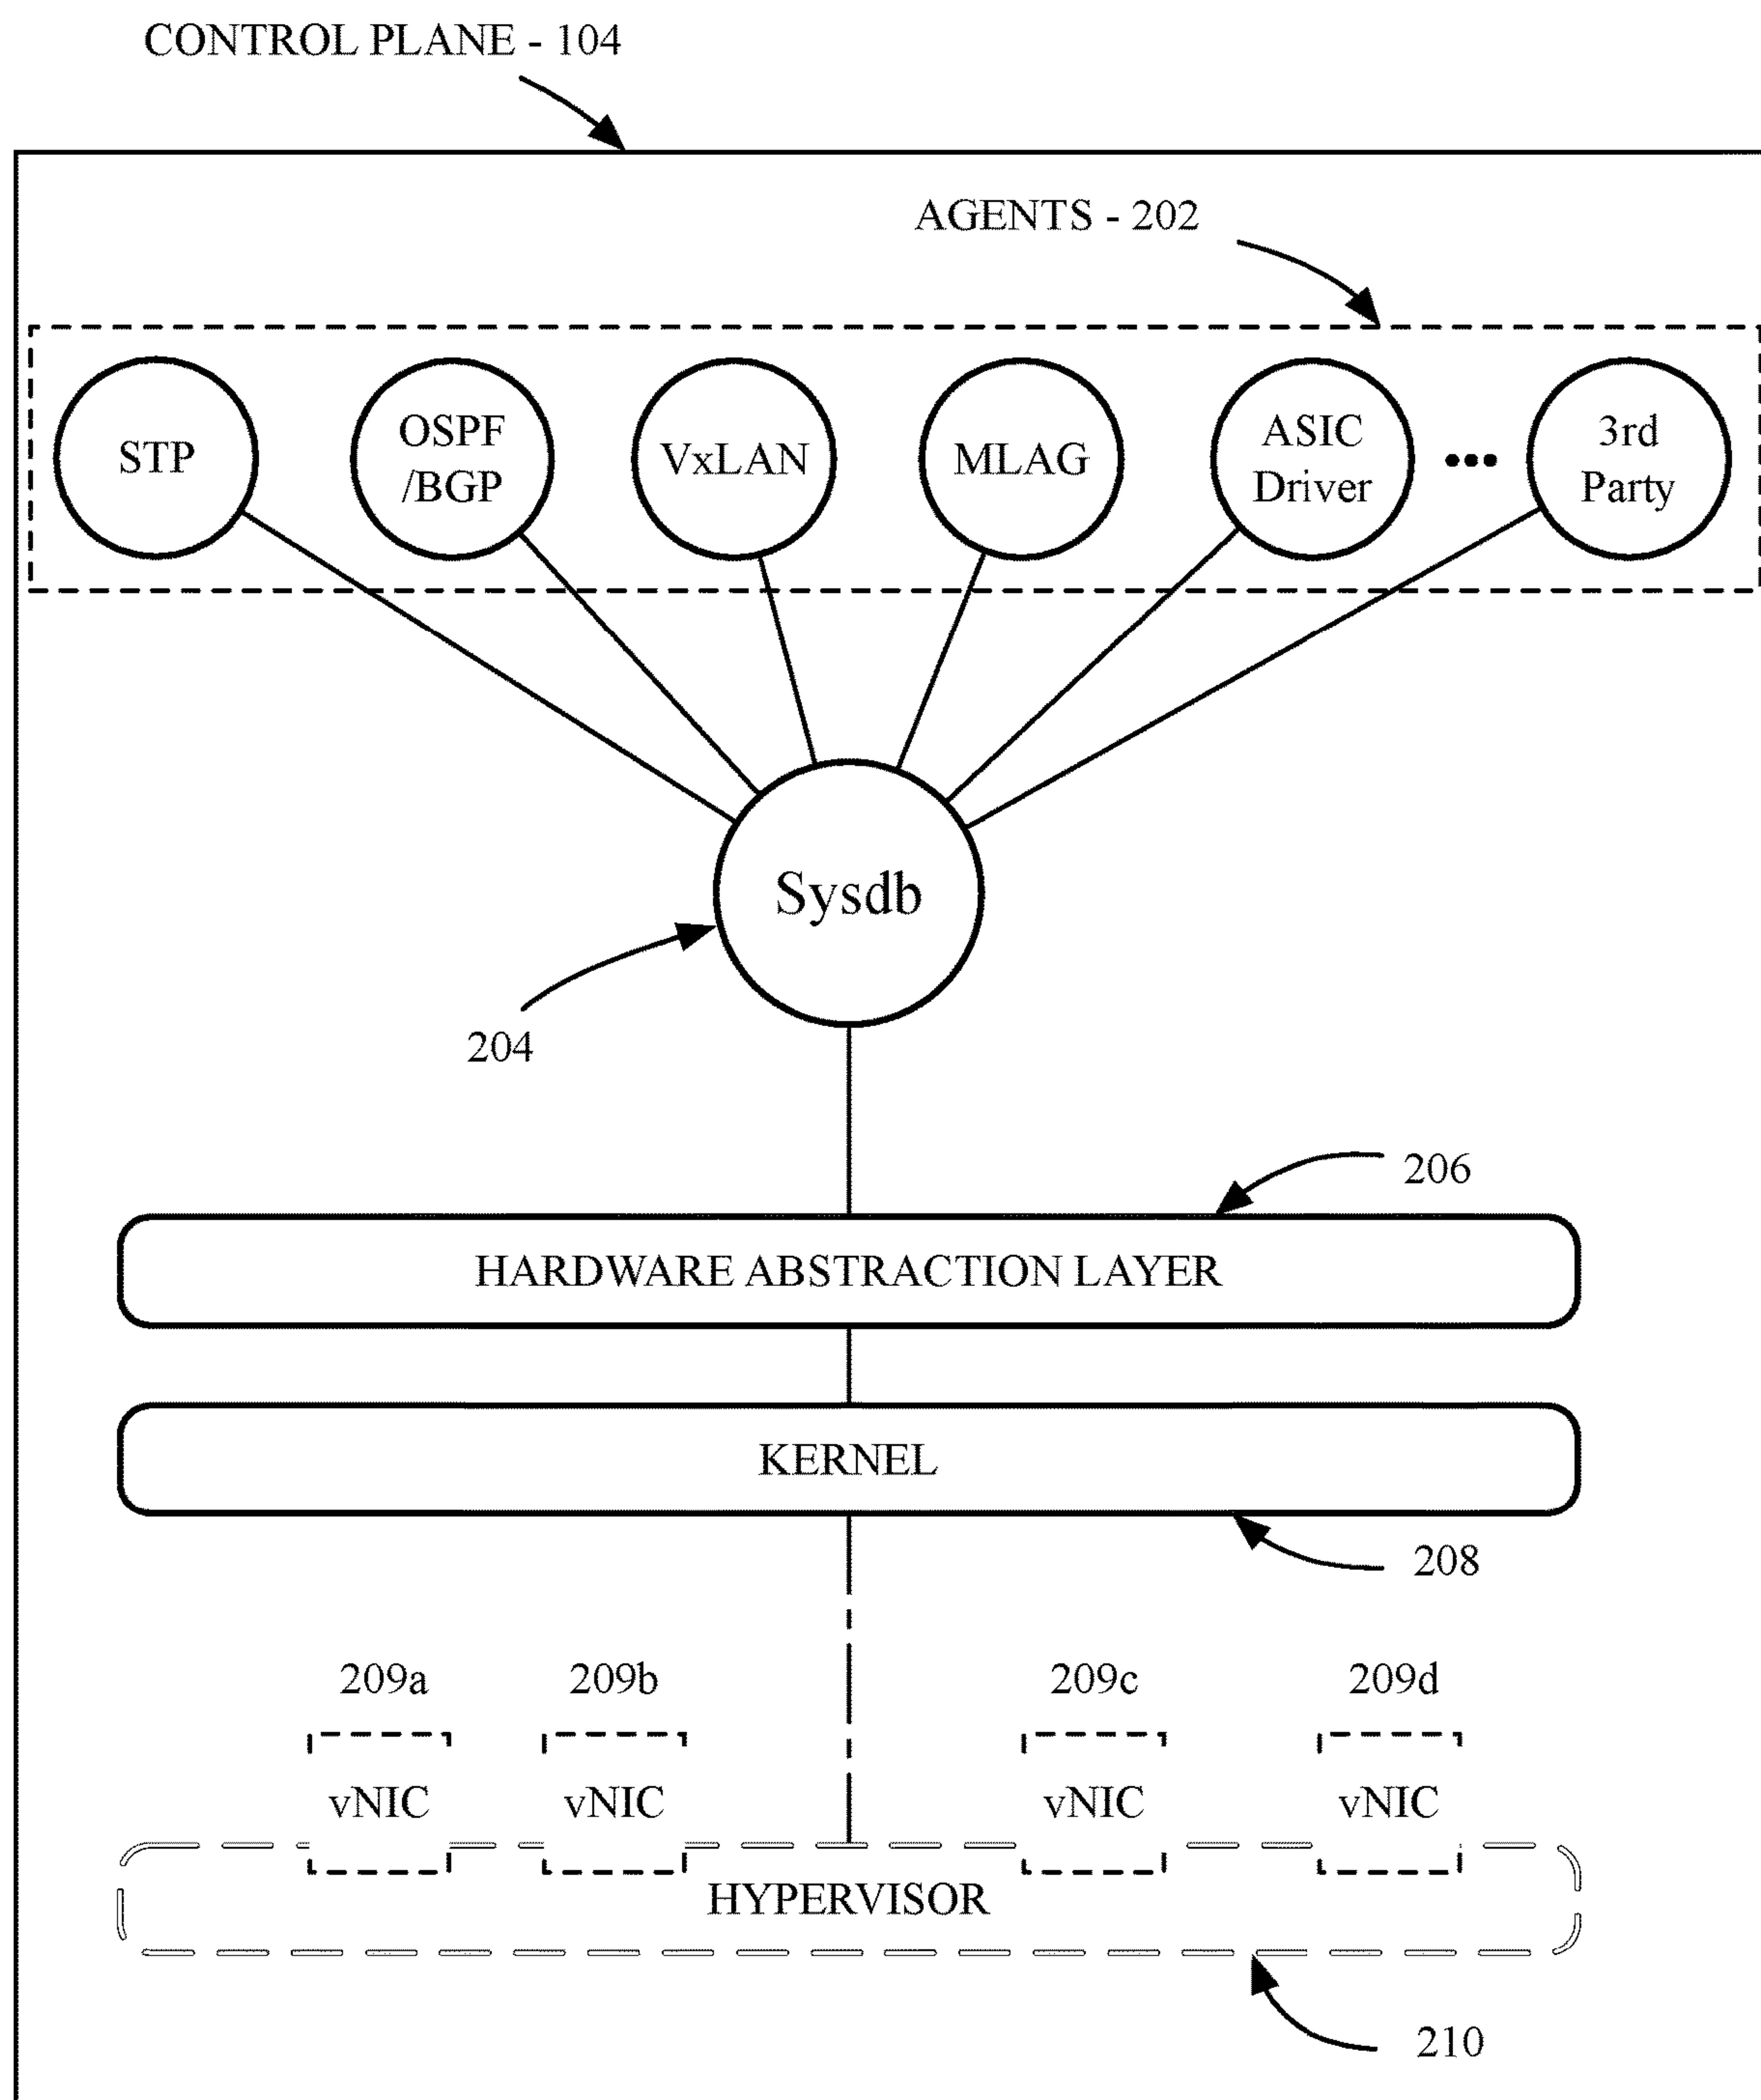 CONTROL PLANE - 104
AGENTS - 202
STP
OSPF
/BGP
VxLAN
MLAG
ASIC
Driver
3rd
Party
Sysdb
204
206
HARDWARE ABSTRACTION LAYER
KERNEL
208
209a
209b
209c
209d
vNIC
vNIC
vNIC
vNIC
HYPERVISOR
210